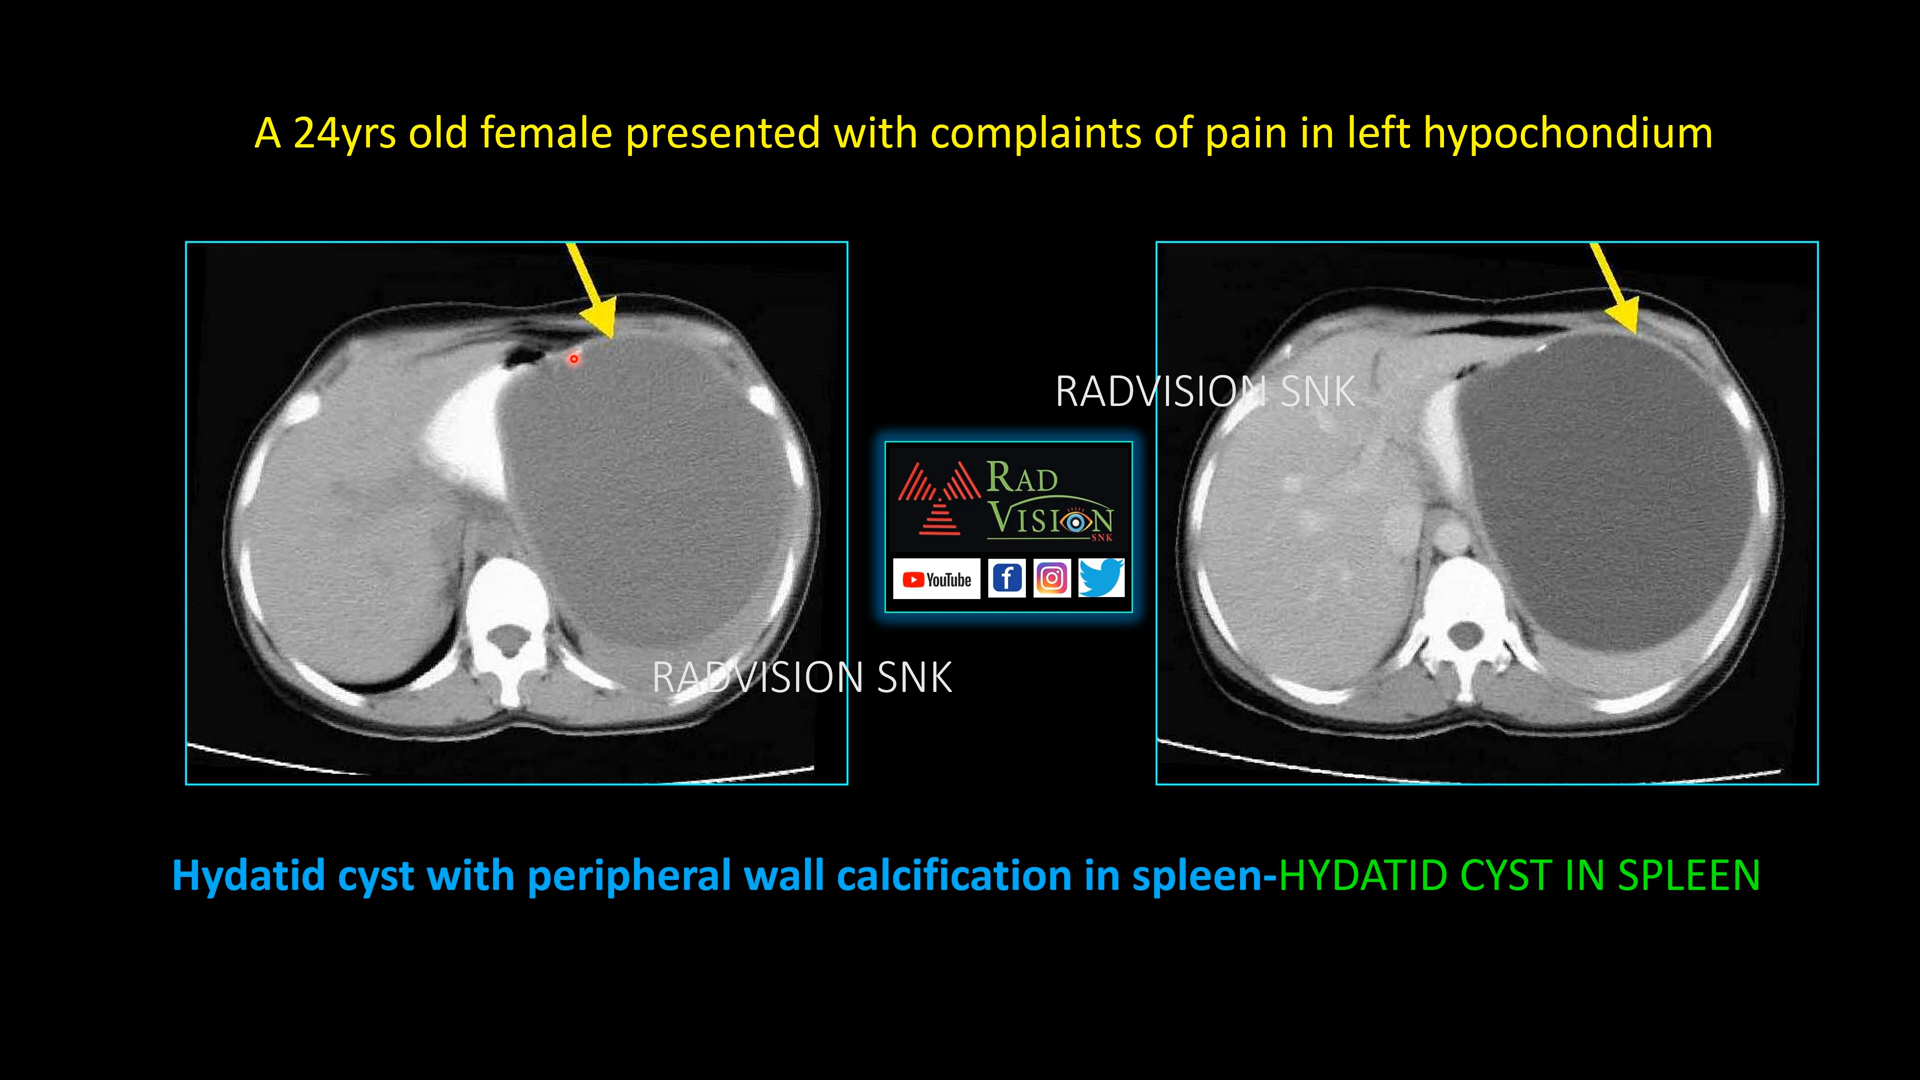 A 24yrs old female presented with complaints of pain in left hypochondium
RADVISION SNK
RAD
VISION
SNK
YouTube
f
RADVISION SNK
Hydatid cyst with peripheral wall calcification in spleen-HYDATID CYST IN SPLEEN